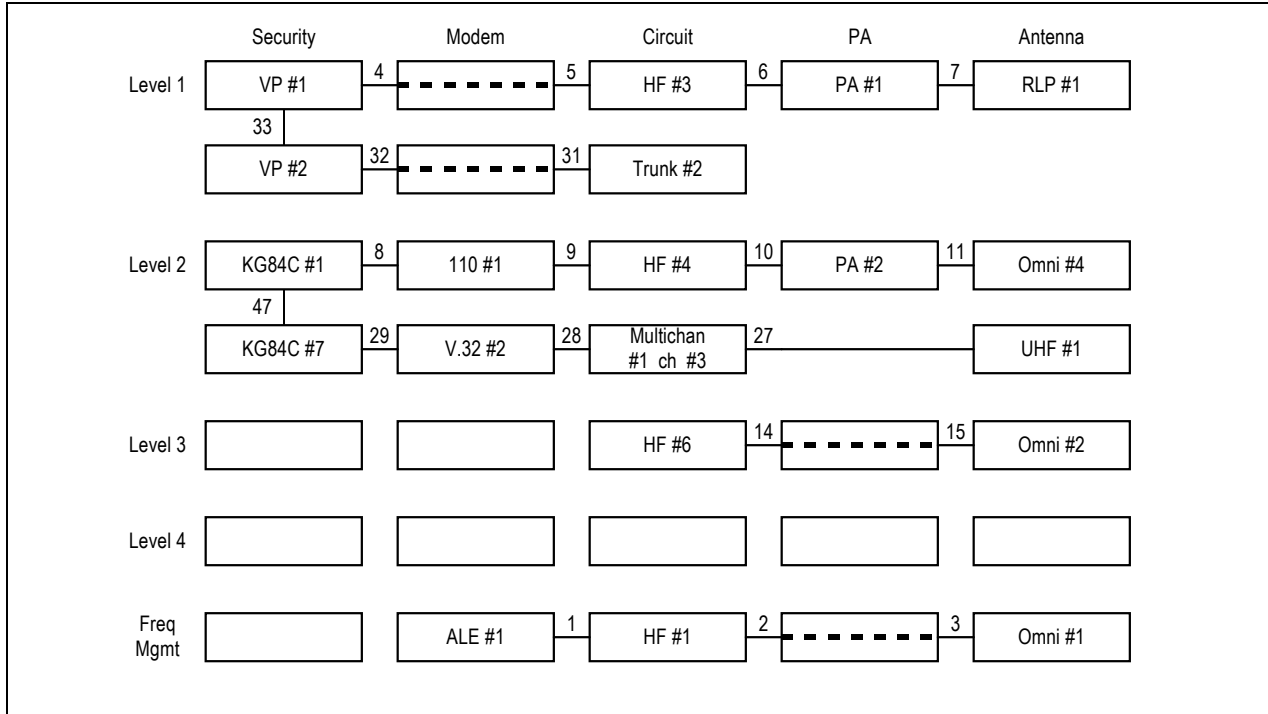 Security Modem Circuit PA Antenna
Level 1 VP #1 4 5 HF #3 6 PA #1 7 RLP #1
33
VP #2 32 31 Trunk #2
Level 2 KG84C #1 8 110 #1 9 HF #4 10 PA #2 11 Omni #4
47
KG84C #7 29 V.32 #2 28 Multichan
#1 ch #3 27 UHF #1
Level 3 HF #6 14 15 Omni #2
Level 4
Freq
Mgmt ALE #1 1 HF #1 2 3 Omni #1